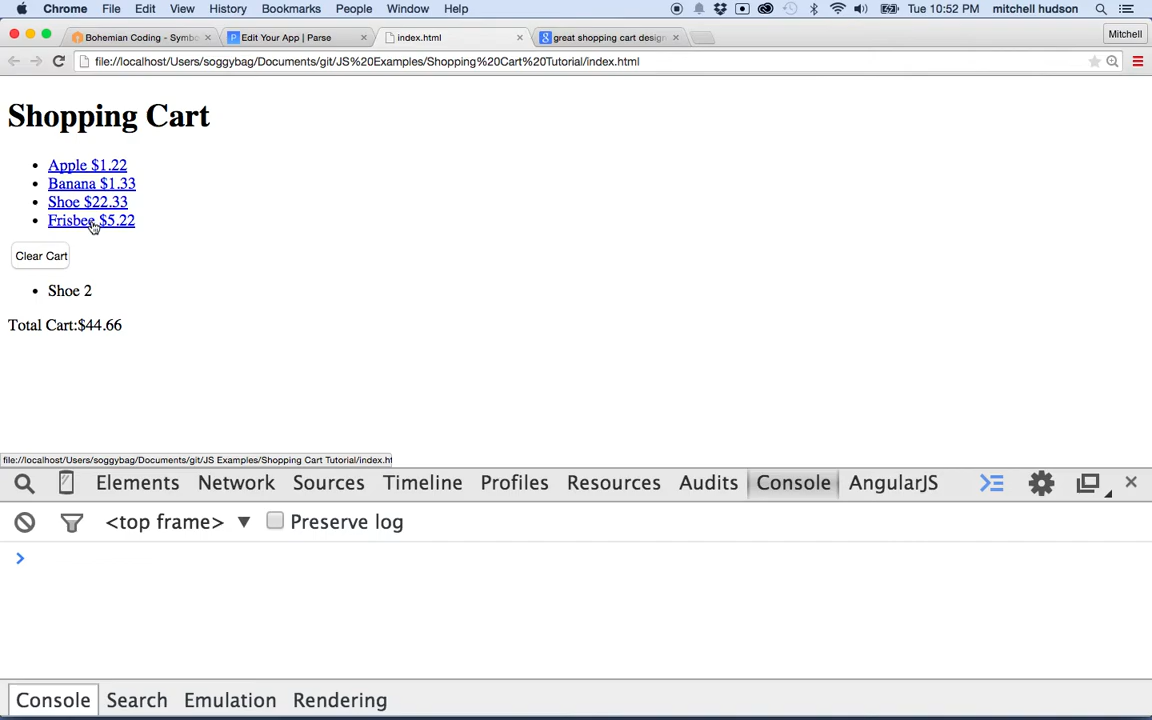 Chrome File Edit View History Bookmarks People Window Help Tue 10:52 PM mitchell hudson
Bohemian Coding - Symbo Edit Your App | Parse index.html great shopping cart design Mitchell
file://localhost/Users/soggybag/Documents/git/JS%20Examples/Shopping%20Cart%20Tutorial/index.html
Shopping Cart
• Apple $1.22
• Banana $1.33
• Shoe $22.33
• Frisbee $5.22
Clear Cart
• Shoe 2
Total Cart:$44.66
file://localhost/Users/soggybag/Documents/git/JS Examples/Shopping Cart Tutorial/index.ht
Elements Network Sources Timeline Profiles Resources Audits Console AngularJS
<top frame> ▼ Preserve log
>
Console Search Emulation Rendering